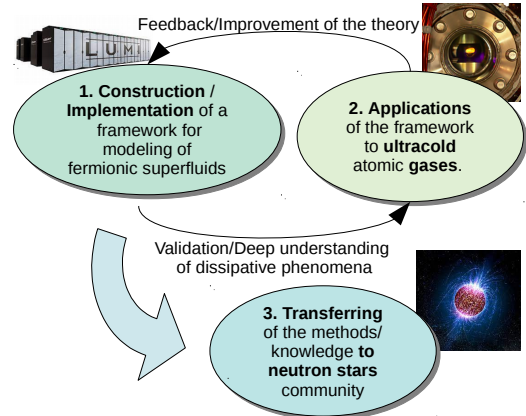 Feedback/Improvement of the theory
LUMI
1. Construction /
Implementation of a
framework for
modeling of
fermionic superfluids
2. Applications
of the framework
to ultracold
atomic gases.
Validation/Deep understanding
of dissipative phenomena
3. Transferring
of the methods/
knowledge to
neutron stars
community